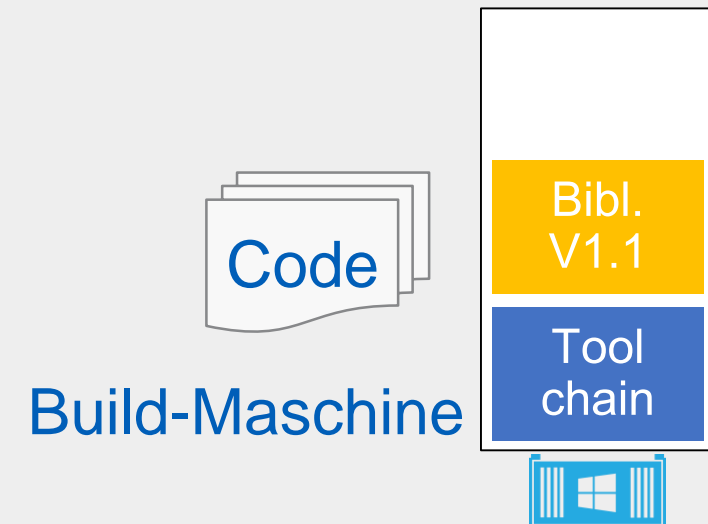 Bibl.
V1.1
Code
Tool
chain
Build-Maschine